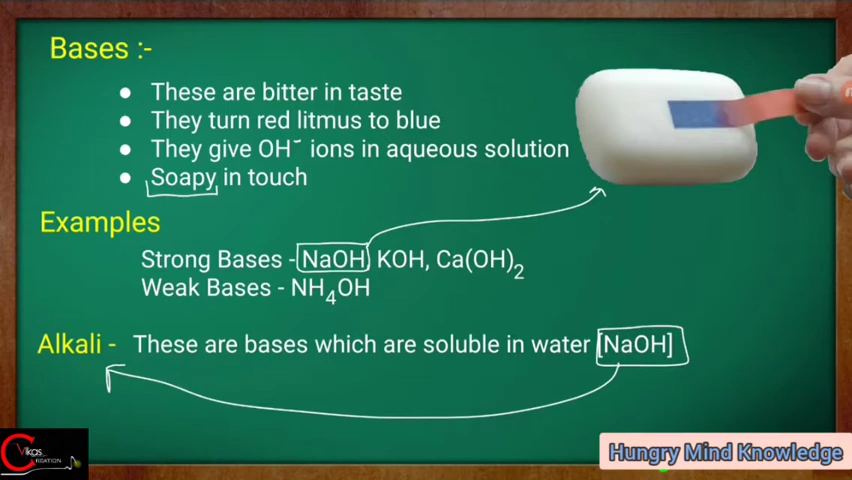 Bases :-
● These are bitter in taste
● They turn red litmus to blue
● They give OH⁻ ions in aqueous solution
● Soapy in touch
Examples
Strong Bases - NaOH, KOH, Ca(OH)₂
Weak Bases - NH₄OH
Alkali - These are bases which are soluble in water [NaOH]
Vikas
CREATION
Hungry Mind Knowledge